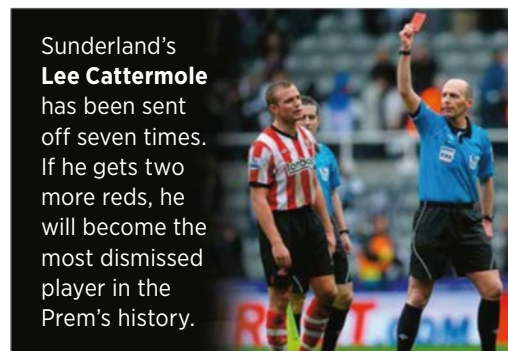 Sunderland's
Lee Cattermole
has been sent
off seven times.
If he gets two
more reds, he
will become the
most dismissed
player in the
Prem's history.